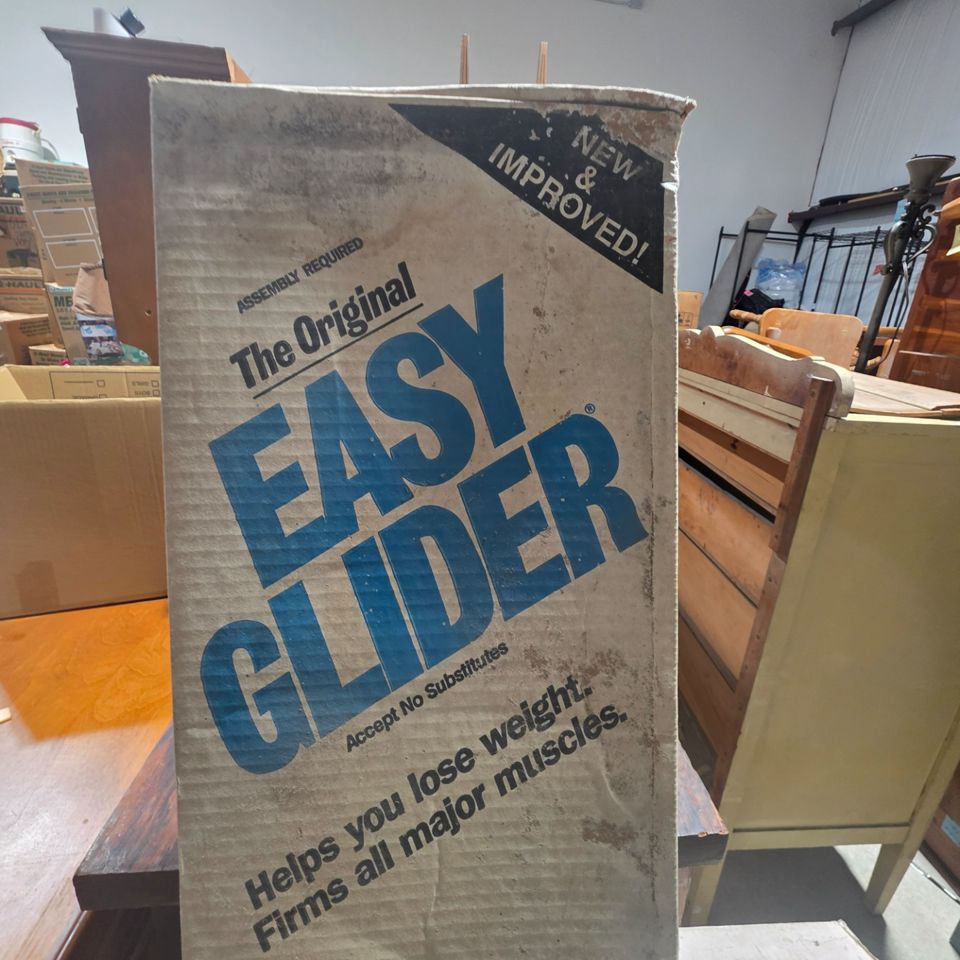 NEW
&
IMPROVED!
ASSEMBLY REQUIRED
The Original
EASY
GLIDER®
Accept No Substitutes
Helps you lose weight.
Firms all major muscles.